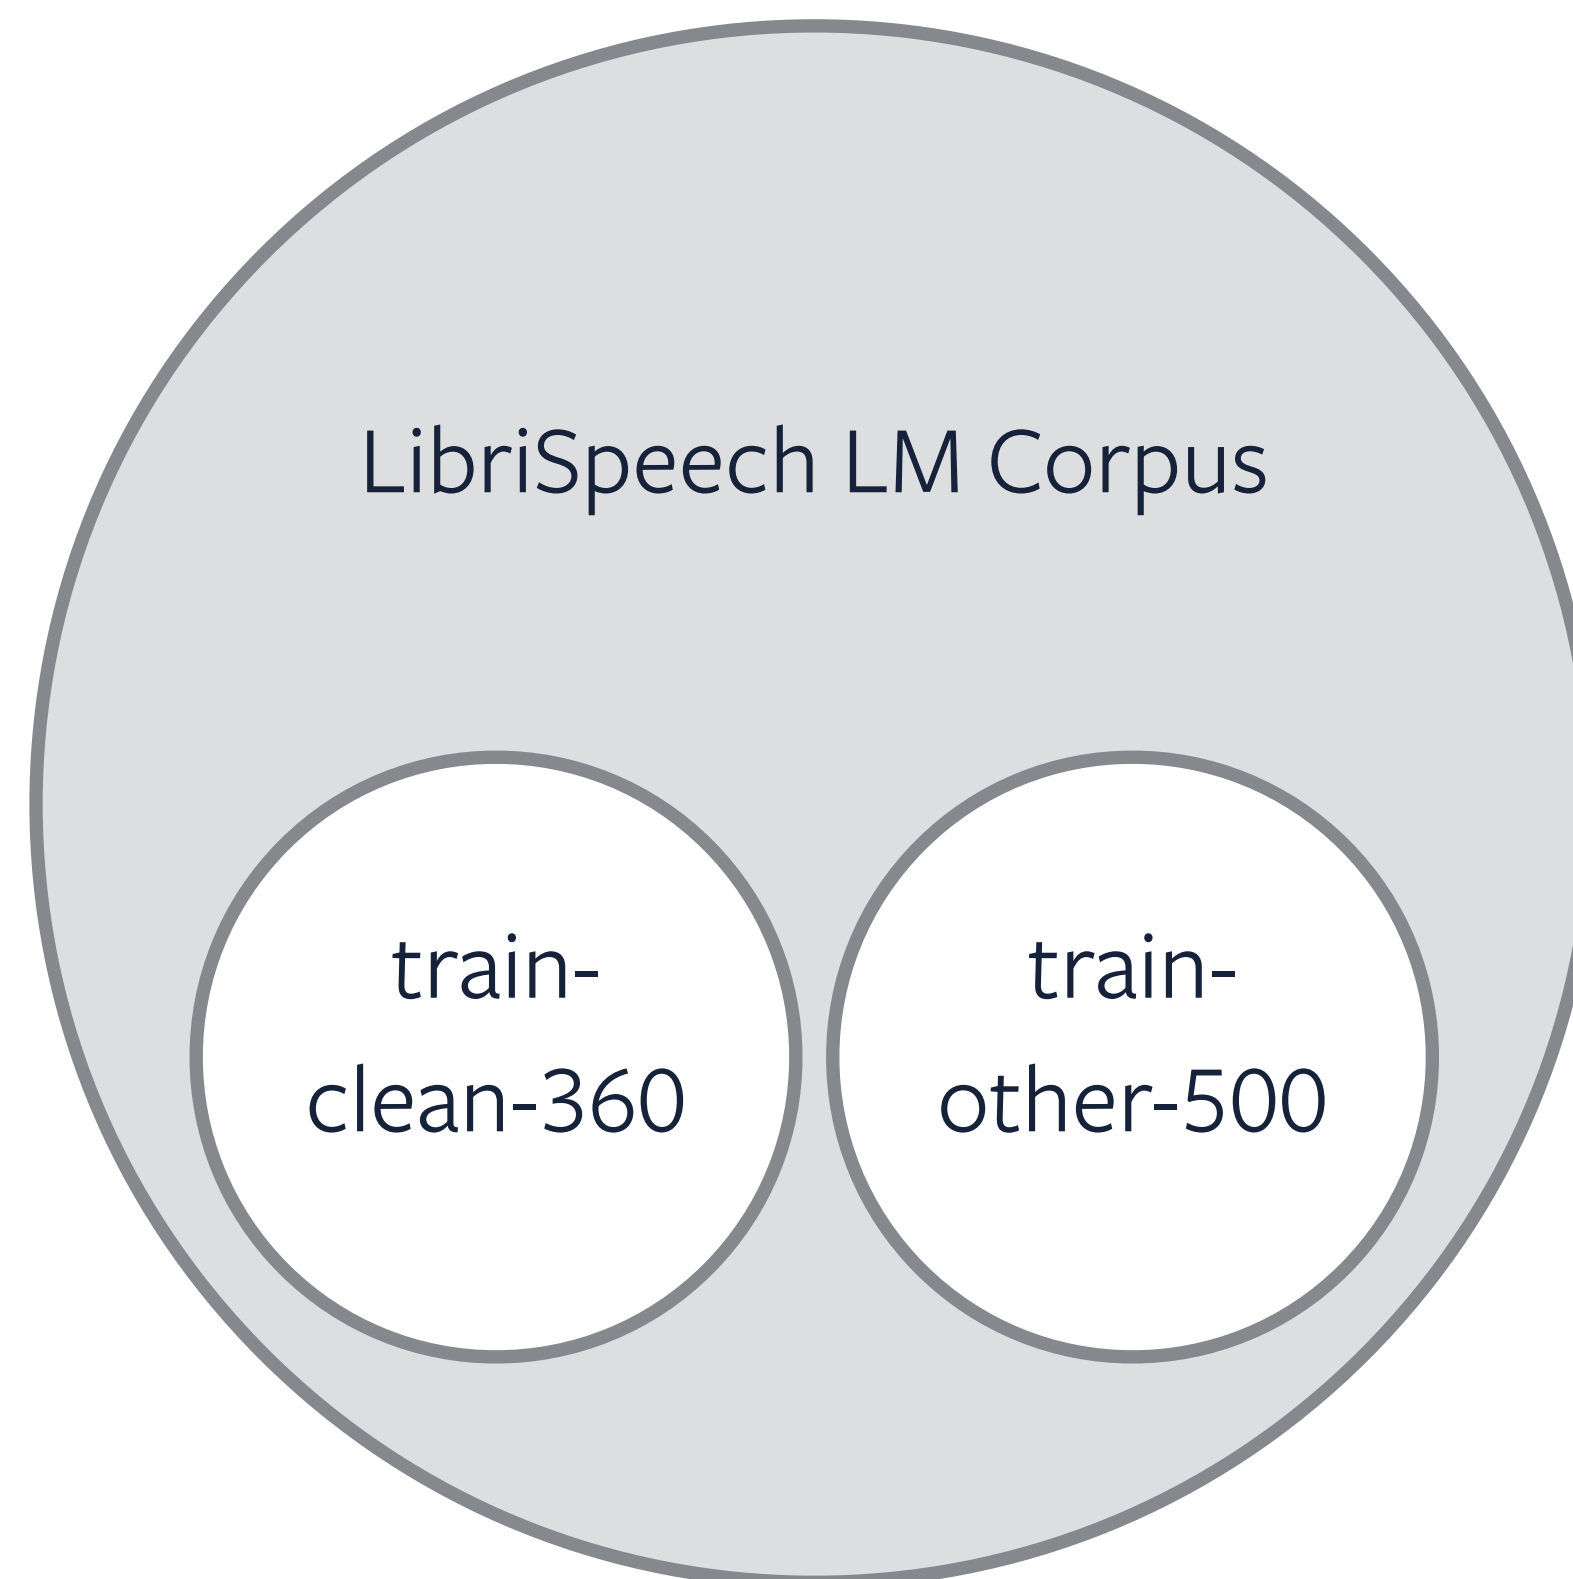 LibriSpeech LM Corpus
train-
clean-360
train-
other-500